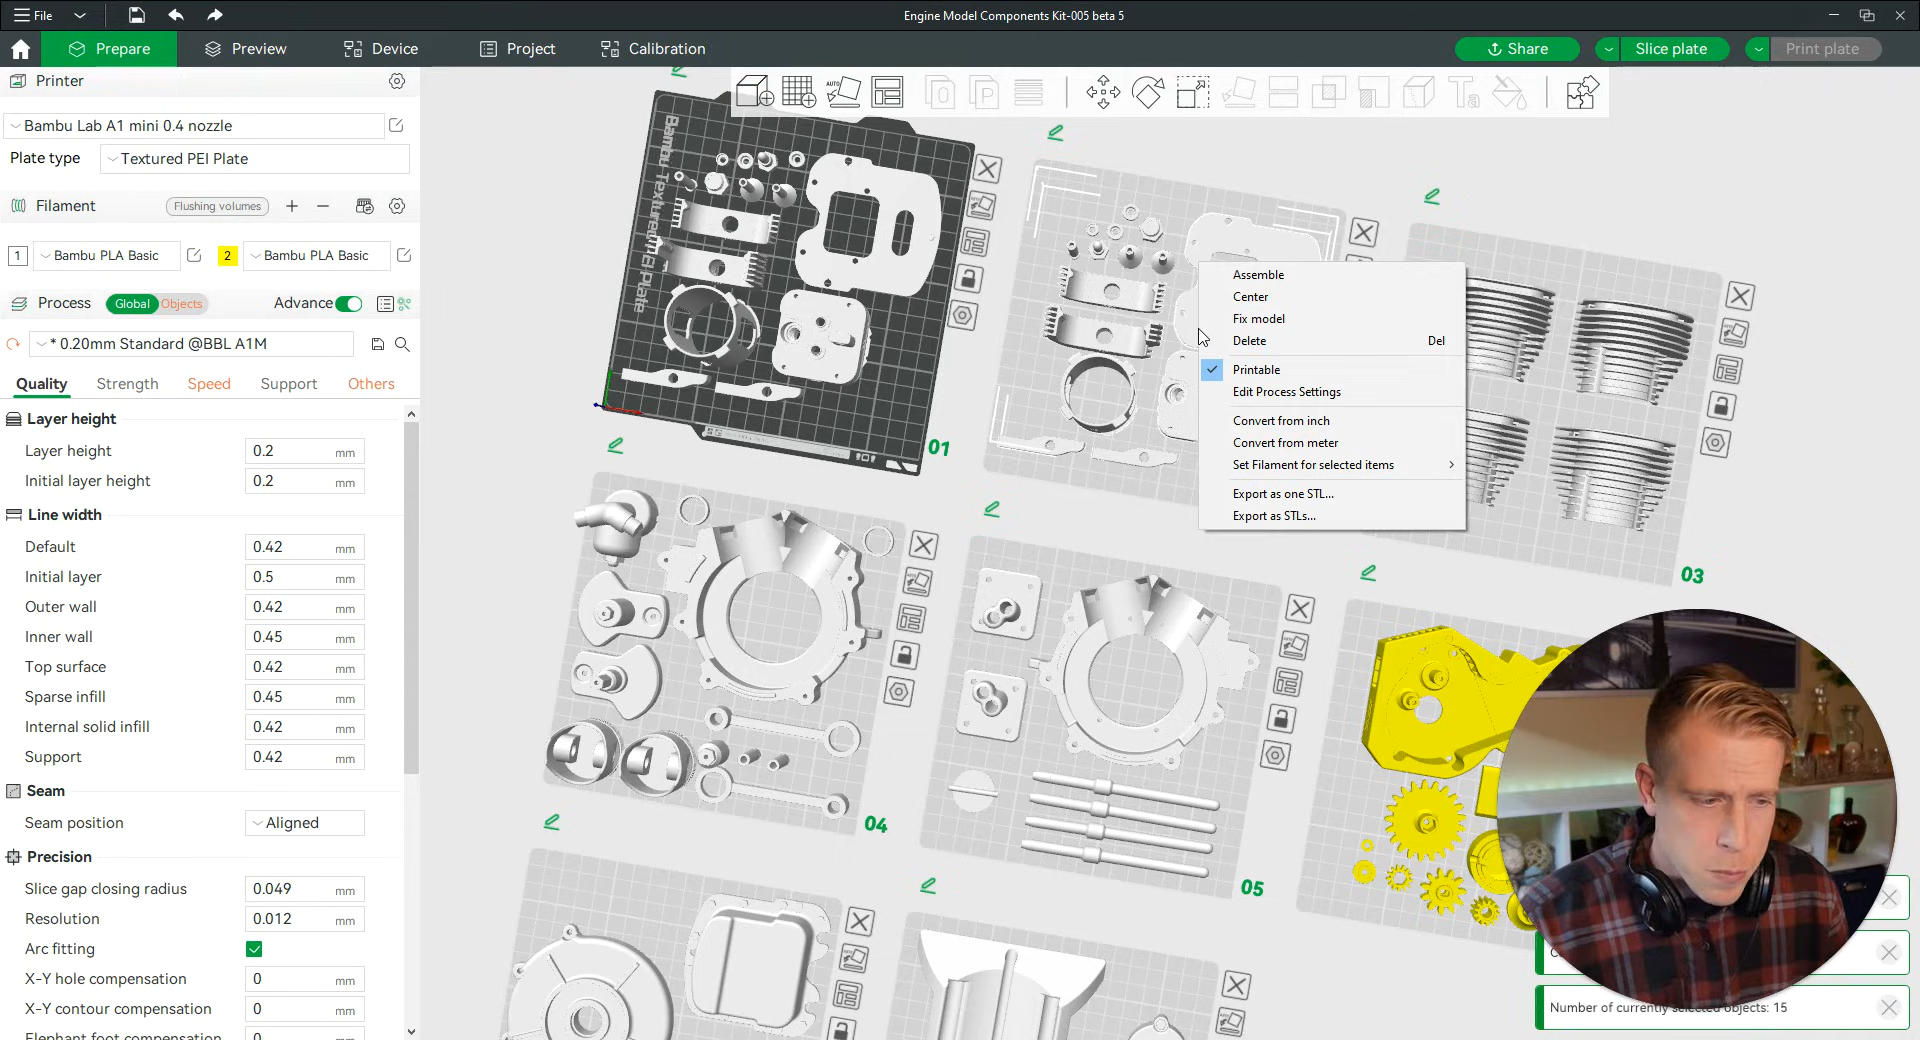 File
Engine Model Components Kit-005 beta 5
Prepare
Preview
Device
Project
Calibration
Share
Slice plate
Print plate
Printer
Bambu Lab A1 mini 0.4 nozzle
Plate type
Textured PEI Plate
Filament
Flushing volumes
1
Bambu PLA Basic
2
Bambu PLA Basic
Process
Global
Objects
Advance
* 0.20mm Standard @BBL A1M
Quality
Strength
Speed
Support
Others
Layer height
Layer height 0.2 mm
Initial layer height 0.2 mm
Line width
Default 0.42 mm
Initial layer 0.5 mm
Outer wall 0.42 mm
Inner wall 0.45 mm
Top surface 0.42 mm
Sparse infill 0.45 mm
Internal solid infill 0.42 mm
Support 0.42 mm
Seam
Seam position Aligned
Precision
Slice gap closing radius 0.049 mm
Resolution 0.012 mm
Arc fitting
X-Y hole compensation 0 mm
X-Y contour compensation 0 mm
Elephant foot compensation 0 mm
AUTO
Bambu Textured PEI Plate
01
03
04
05
Assemble
Center
Fix model
Delete Del
Printable
Edit Process Settings
Convert from inch
Convert from meter
Set Filament for selected items
Export as one STL...
Export as STLs...
Number of currently selected objects: 15